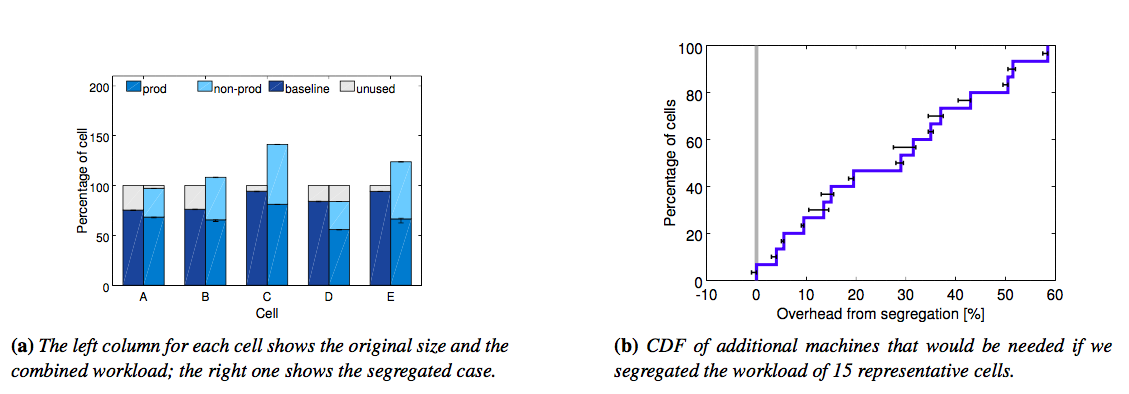 200
150
100
50
0
Percentage of cell
prod
non-prod
baseline
unused
A B C D E
Cell
(a) The left column for each cell shows the original size and the
combined workload; the right one shows the segregated case.
100
80
60
40
20
0
Percentage of cells
-10 0 10 20 30 40 50 60
Overhead from segregation [%]
(b) CDF of additional machines that would be needed if we
segregated the workload of 15 representative cells.